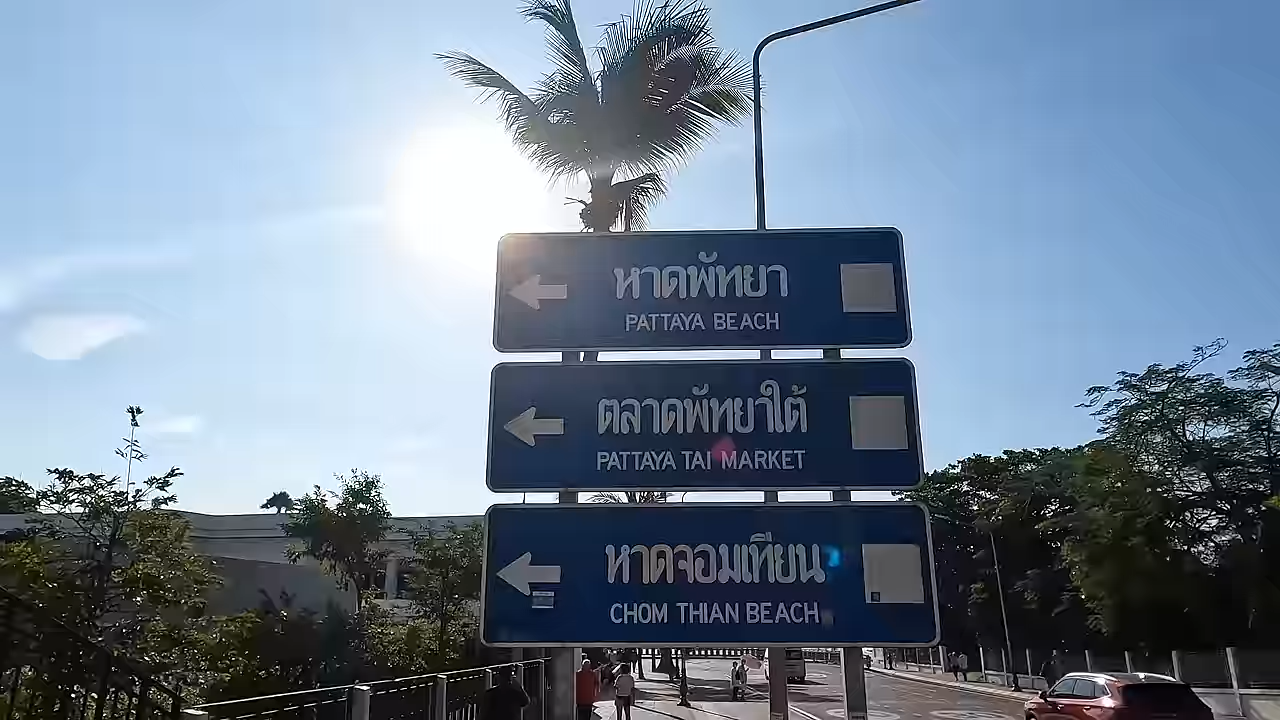 หาดพัทยา
PATTAYA BEACH
ตลาดพัทยาใต้
PATTAYA TAI MARKET
หาดจอมเทียน
CHOM THIAN BEACH